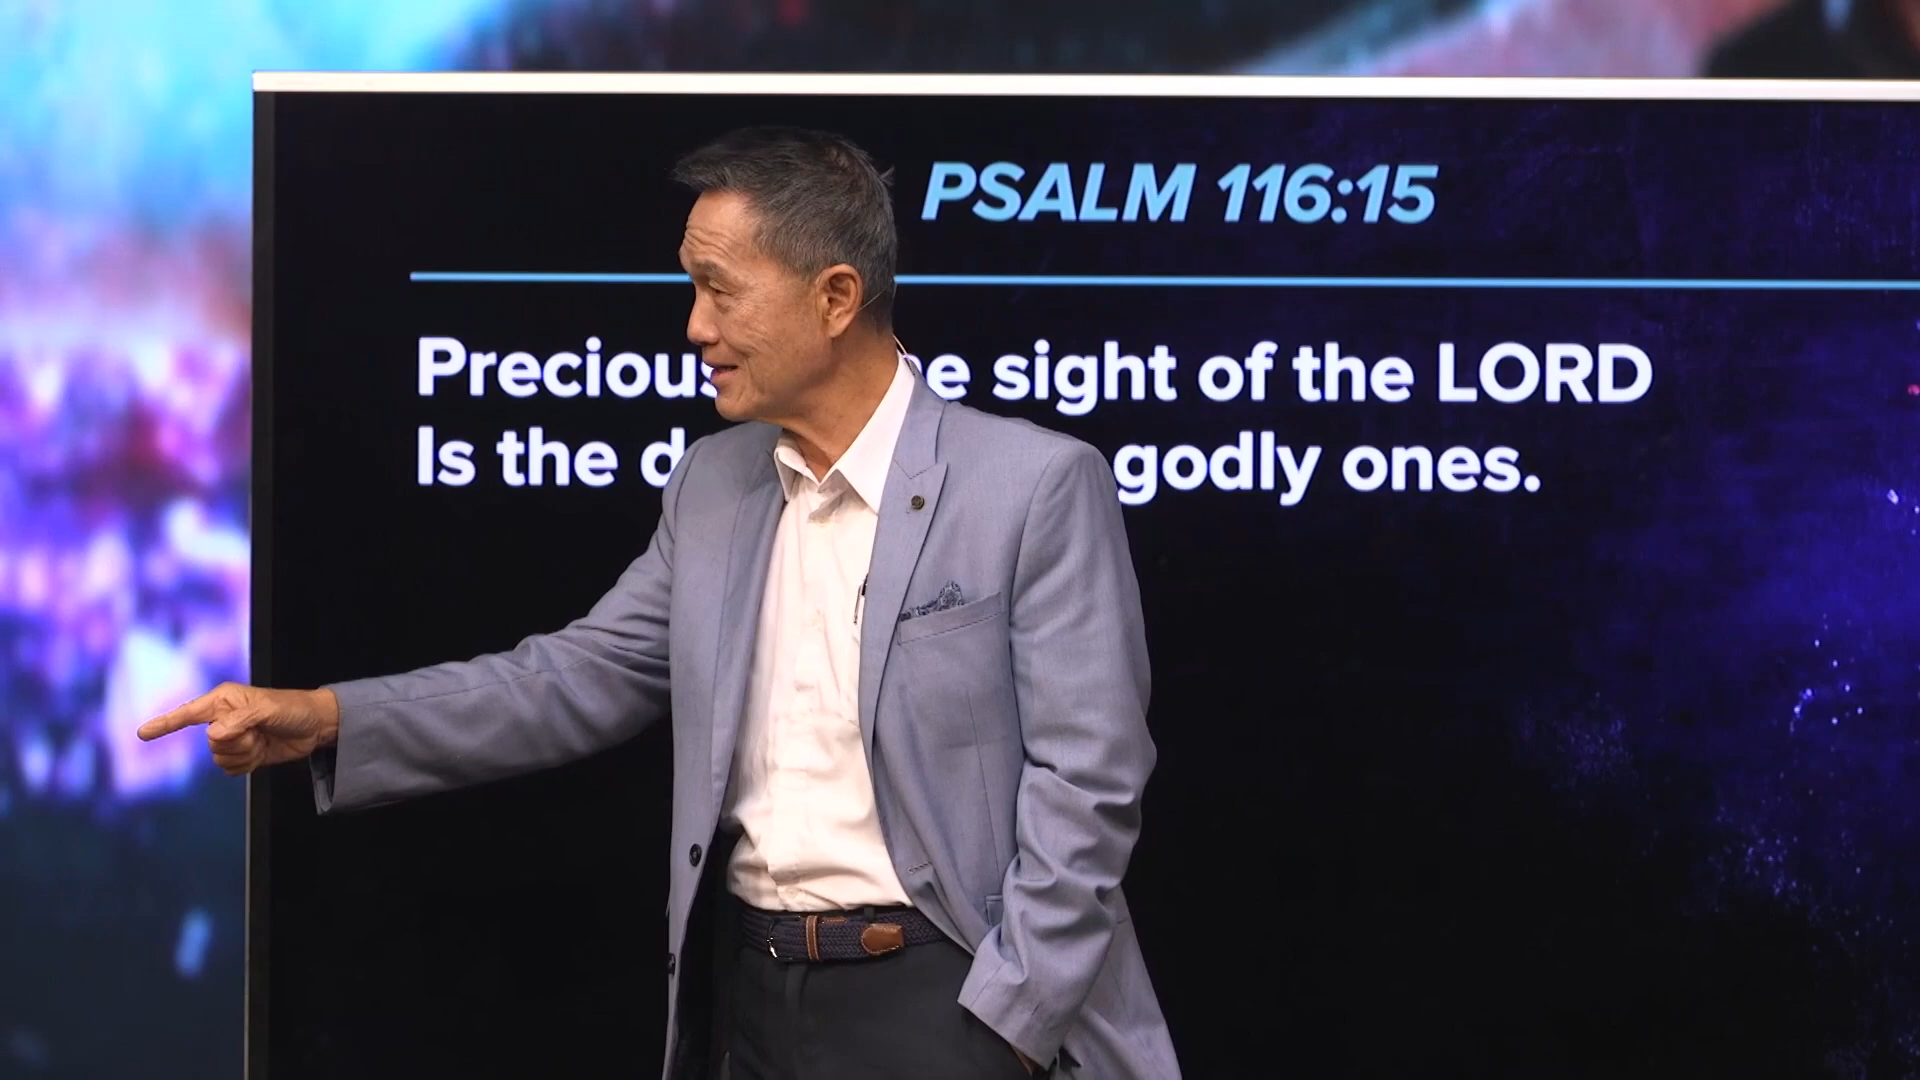 PSALM 116:15
Precious sight of the LORD
Is the godly ones.